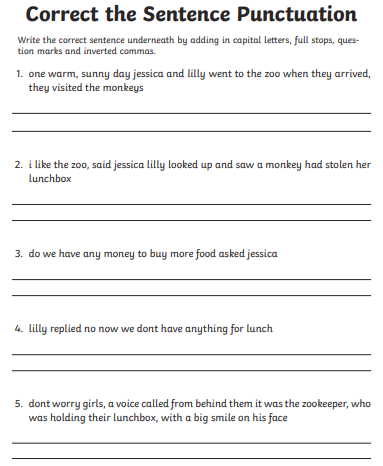 Correct the Sentence Punctuation
Write the correct sentence underneath by adding in capital letters, full stops, ques-
tion marks and inverted commas.
1. one warm, sunny day jessica and lilly went to the zoo when they arrived,
they visited the monkeys
2. i like the zoo, said jessica lilly looked up and saw a monkey had stolen her
lunchbox
3. do we have any money to buy more food asked jessica
4. lilly replied no now we dont have anything for lunch
5. dont worry girls, a voice called from behind them it was the zookeeper, who
was holding their lunchbox, with a big smile on his face